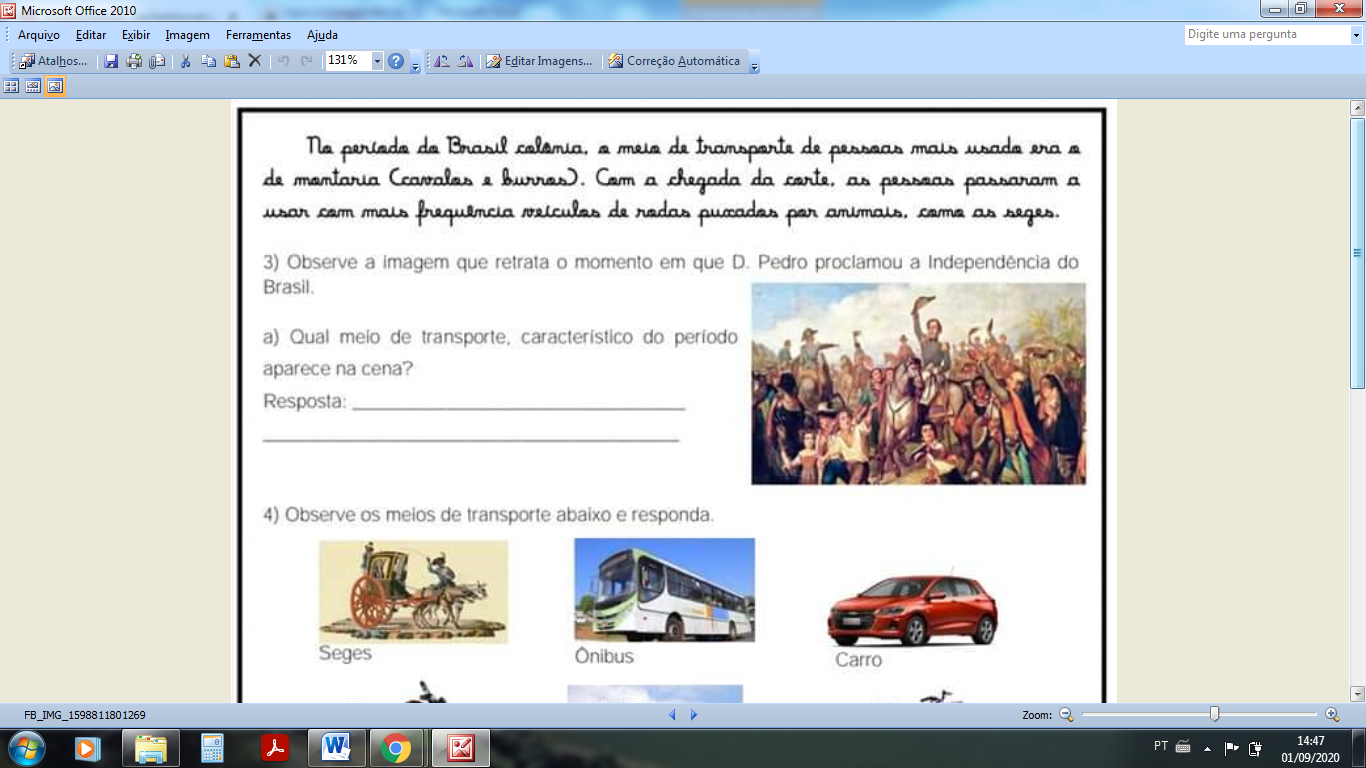 Microsoft Office 2010
Arquivo Editar Exibir Imagem Ferramentas Ajuda
Digite uma pergunta
Atalhos... 131% Editar Imagens... Correção Automática
No período do Brasil colônia, o meio de transporte de pessoas mais usado era o
de montaria (cavalos e burros). Com a chegada da corte, as pessoas passaram a
usar com mais frequência veículos de rodas puxados por animais, como as seges.
3) Observe a imagem que retrata o momento em que D. Pedro proclamou a Independência do
Brasil.
a) Qual meio de transporte, característico do período
aparece na cena?
Resposta: ________________________________
________________________________________
4) Observe os meios de transporte abaixo e responda.
Seges
Ônibus
Carro
FB_IMG_1598811801269
Zoom:
PT
14:47
01/09/2020